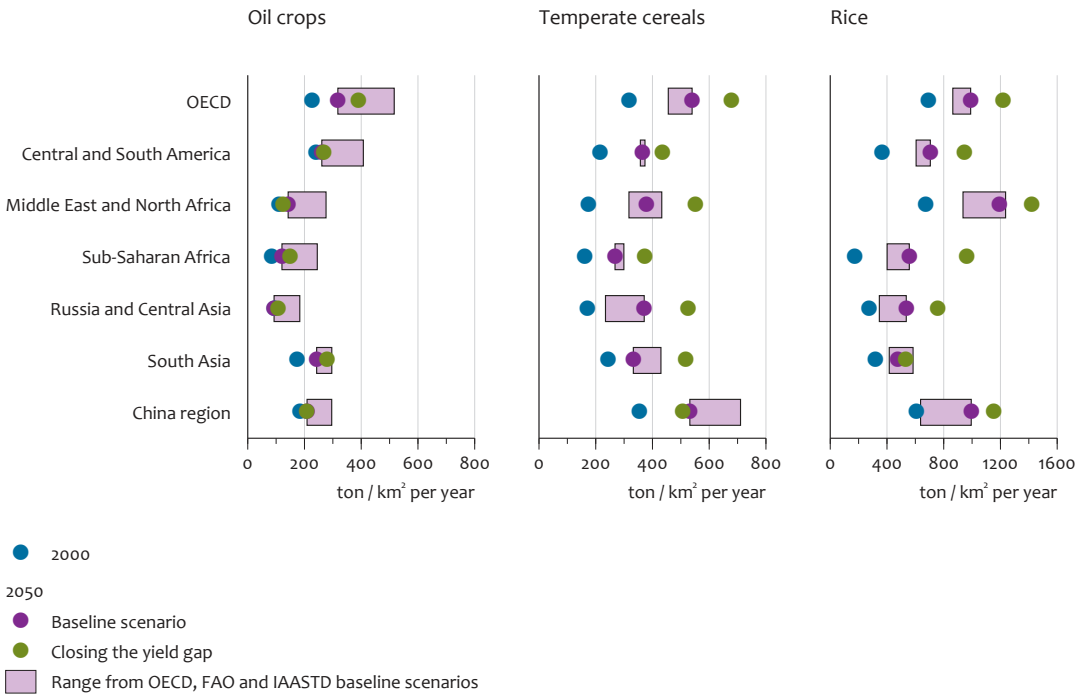 Oil crops
Temperate cereals
Rice
OECD
Central and South America
Middle East and North Africa
Sub-Saharan Africa
Russia and Central Asia
South Asia
China region
0 200 400 600 800
0 200 400 600 800
0 400 800 1200 1600
ton / km² per year
ton / km² per year
ton / km² per year
2000
2050
Baseline scenario
Closing the yield gap
Range from OECD, FAO and IAASTD baseline scenarios